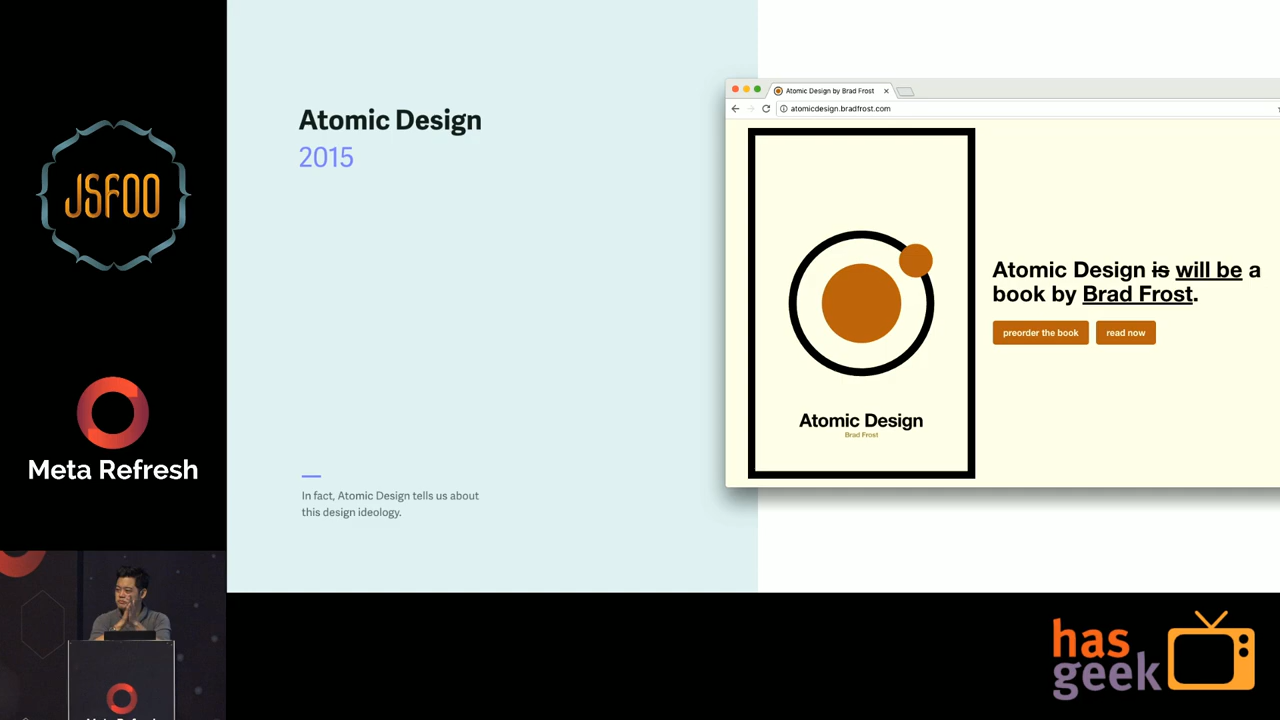 JSFOO
Meta Refresh
Atomic Design
2015
In fact, Atomic Design tells us about
this design ideology.
Atomic Design by Brad Frost
atomicdesign.bradfrost.com
Atomic Design is will be a
book by Brad Frost.
preorder the book
read now
Atomic Design
Brad Frost
Meta Refresh
has
geek